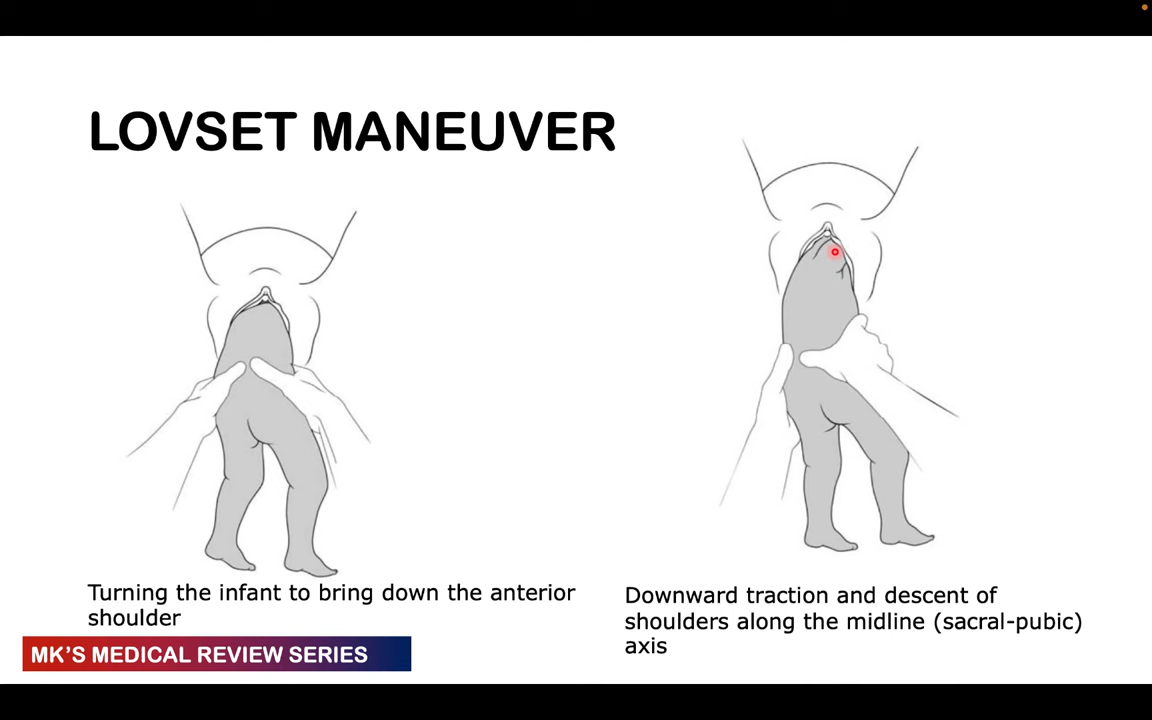 LOVSET MANEUVER
Turning the infant to bring down the anterior
shoulder
Downward traction and descent of
shoulders along the midline (sacral-pubic)
axis
MK'S MEDICAL REVIEW SERIES